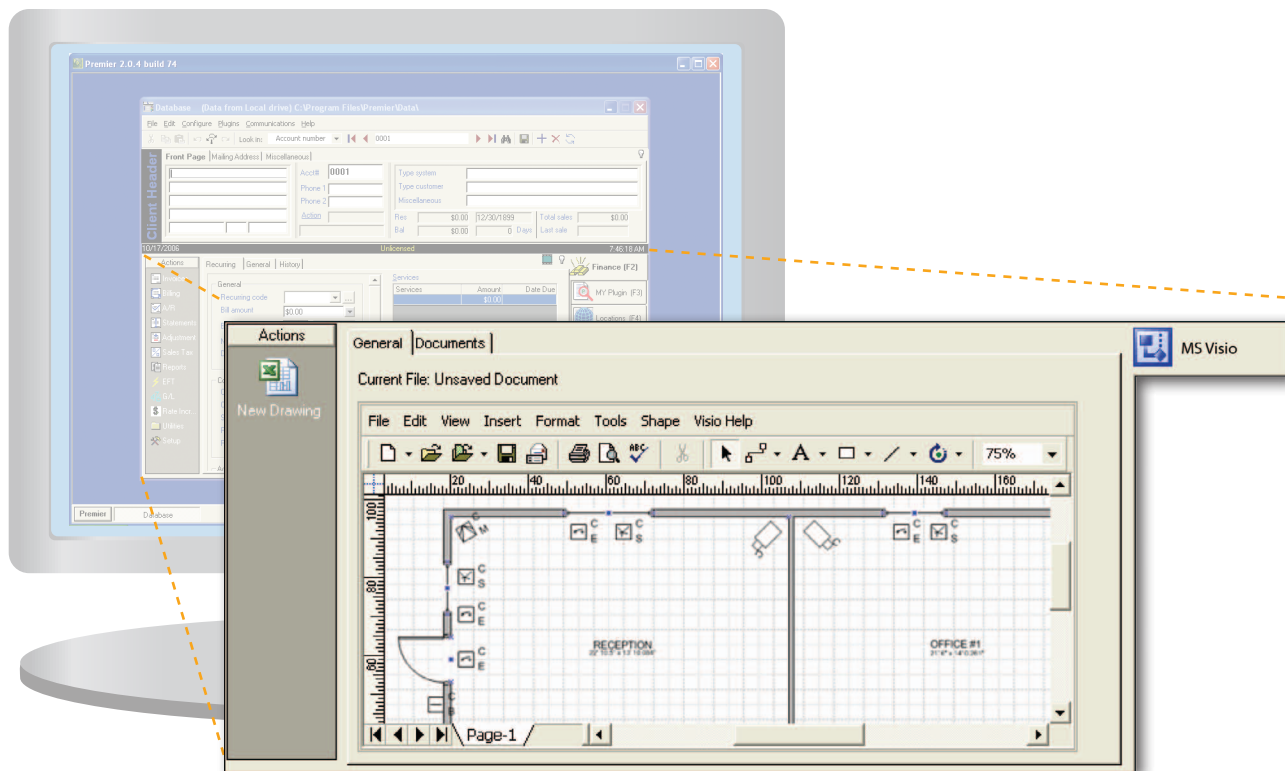 Premier 2.0.4 build 74
Database (Data from Local drive) C:\Program Files\Premier\Data\
File Edit Configure Plugins Communications Help
Look in: Account number 0001
Client Header
Front Page Mailing Address Miscellaneous
Acct# 0001
Phone 1
Phone 2
Action
Type system
Type customer
Miscellaneous
Res $0.00 12/30/1899 Total sales $0.00
Bal $0.00 0 Days Last sale
10/17/2006 Unlicensed 7:46:18 AM
Actions
Recurring General History
Finance (F2)
General
Recurring code
Bill amount $0.00
Services
Services Amount Date Due
$0.00
MY Plugin (F3)
Locations (F4)
Billing
A/R
Statements
Adjustment
Sales Tax
Reports
EFT
G/L
Rate Incs
Utilities
Setup
Premier Database
Actions
New Drawing
General Documents
MS Visio
Current File: Unsaved Document
File Edit View Insert Format Tools Shape Visio Help
ABC A 75%
20 40 60 80 100 120 140 160
100
80
60
C M
C E
C S
C E
C S
C S
C E
C E
C B
RECEPTION
OFFICE #1
Page-1